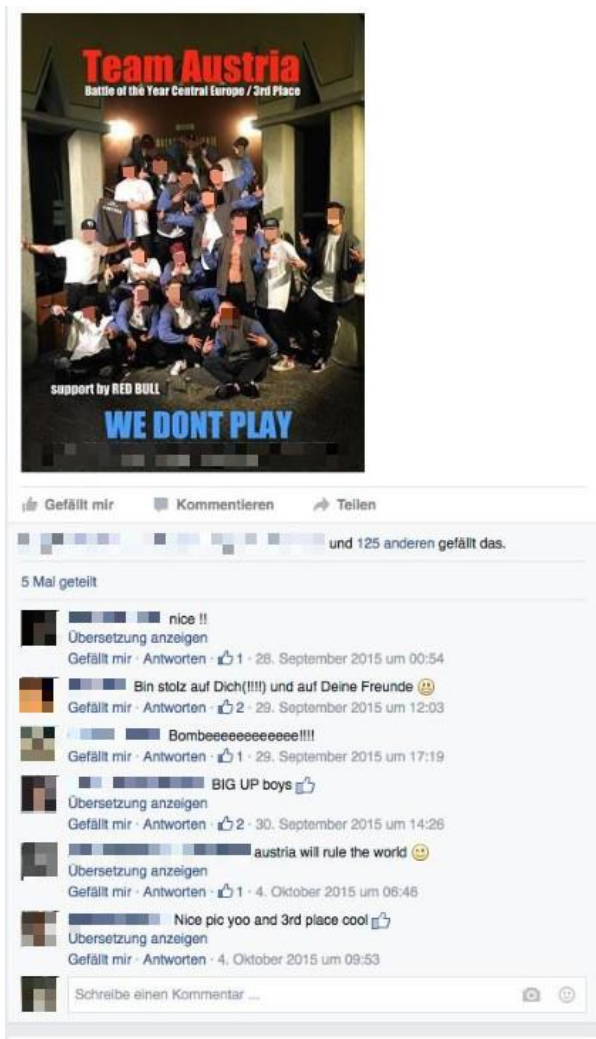 Team Austria
Battle of the Year Central Europe / 3rd Place
support by RED BULL
WE DONT PLAY
Gefällt mir Kommentieren Teilen
und 125 anderen gefällt das.
5 Mal geteilt
nice !!
Übersetzung anzeigen
Gefällt mir · Antworten · 1 · 28. September 2015 um 00:54
Bin stolz auf Dich(!!!!) und auf Deine Freunde
Gefällt mir · Antworten · 2 · 29. September 2015 um 12:03
Bombeeeeeeeeeeee!!!!
Gefällt mir · Antworten · 1 · 29. September 2015 um 17:19
BIG UP boys
Übersetzung anzeigen
Gefällt mir · Antworten · 2 · 30. September 2015 um 14:26
austria will rule the world
Übersetzung anzeigen
Gefällt mir · Antworten · 1 · 4. Oktober 2015 um 06:46
Nice pic yoo and 3rd place cool
Übersetzung anzeigen
Gefällt mir · Antworten · 4. Oktober 2015 um 09:53
Schreibe einen Kommentar ...